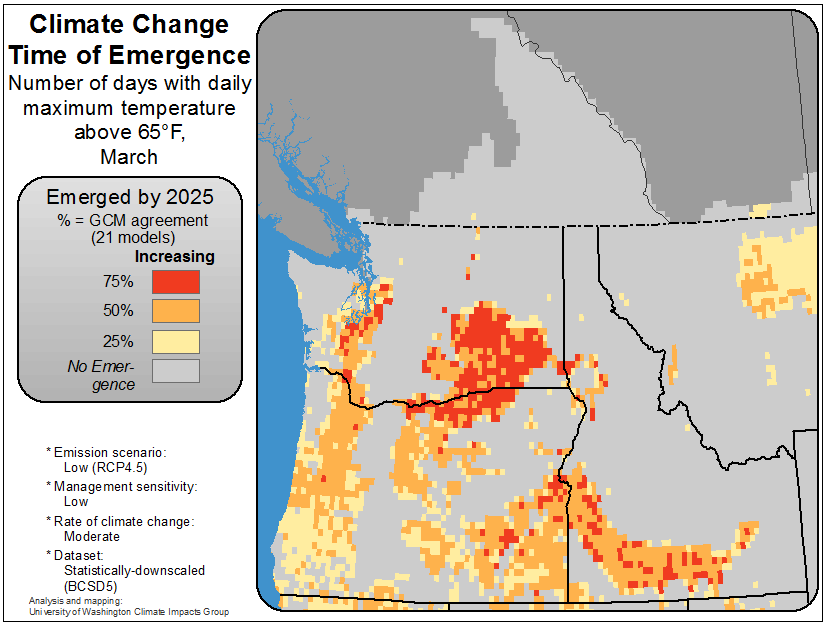 Climate Change
Time of Emergence
Number of days with daily
maximum temperature
above 65°F,
March
Emerged by 2025
% = GCM agreement
(21 models)
Increasing
75%
50%
25%
No Emer-
gence
* Emission scenario:
Low (RCP4.5)
* Management sensitivity:
Low
* Rate of climate change:
Moderate
* Dataset:
Statistically-downscaled
(BCSD5)
Analysis and mapping:
University of Washington Climate Impacts Group